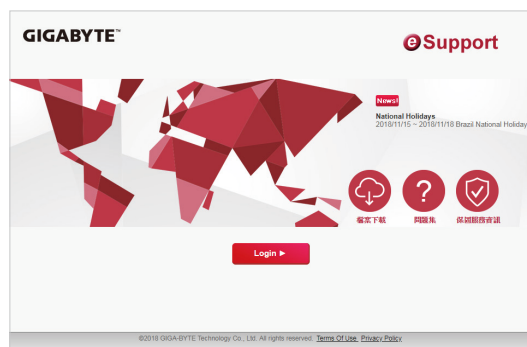 GIGABYTE™
eSupport
News!
National Holidays
2018/11/15 ~ 2018/11/18 Brazil National Holiday
檔案下載
問題集
保固服務資訊
Login ►
©2018 GIGA-BYTE Technology Co., Ltd. All rights reserved. Terms Of Use Privacy Policy